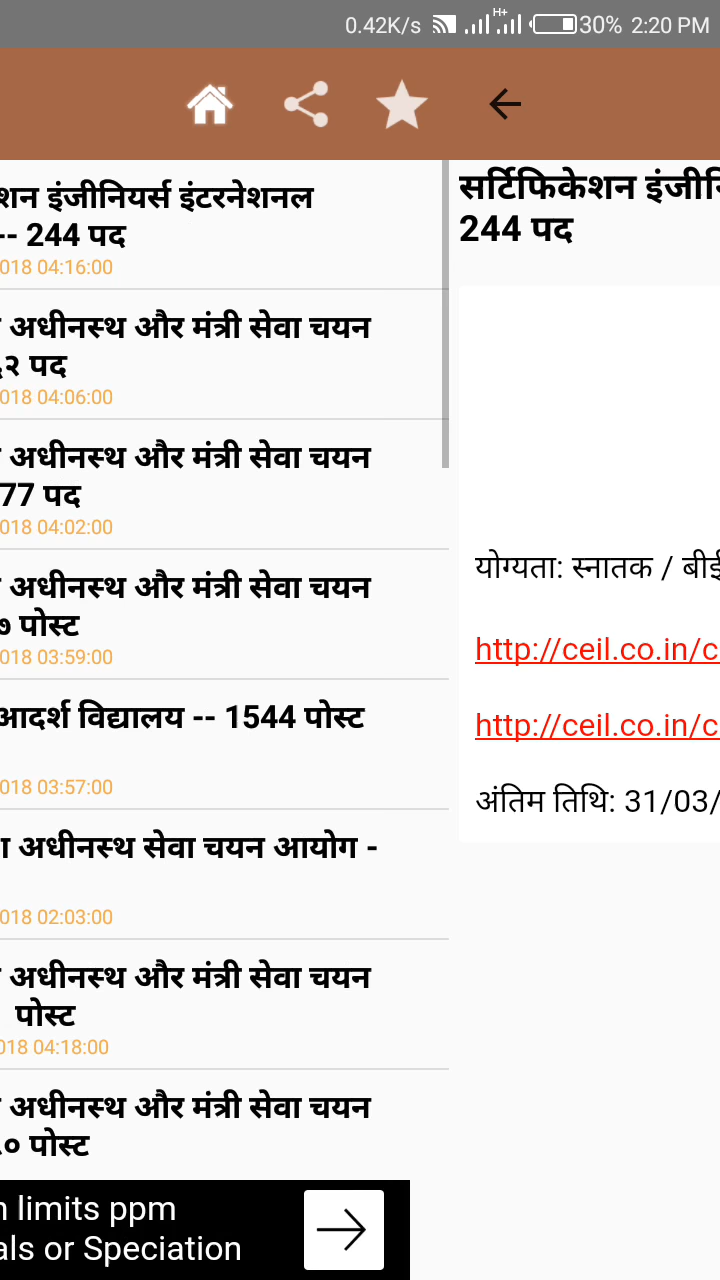 0.42K/s H+ 30% 2:20 PM
इंजीनियर्स इंटरनेशनल
-- 244 पद
018 04:16:00
अधीनस्थ और मंत्री सेवा चयन
पद
018 04:06:00
अधीनस्थ और मंत्री सेवा चयन
77 पद
018 04:02:00
अधीनस्थ और मंत्री सेवा चयन
पोस्ट
018 03:59:00
आदर्श विद्यालय -- 1544 पोस्ट
018 03:57:00
अधीनस्थ सेवा चयन आयोग -
018 02:03:00
अधीनस्थ और मंत्री सेवा चयन
पोस्ट
018 04:18:00
अधीनस्थ और मंत्री सेवा चयन
पोस्ट
limits ppm
or Speciation
सर्टिफिकेशन
244 पद
योग्यता: स्नातक / बीई
http://ceil.co.in/c
http://ceil.co.in/c
अंतिम तिथि: 31/03/